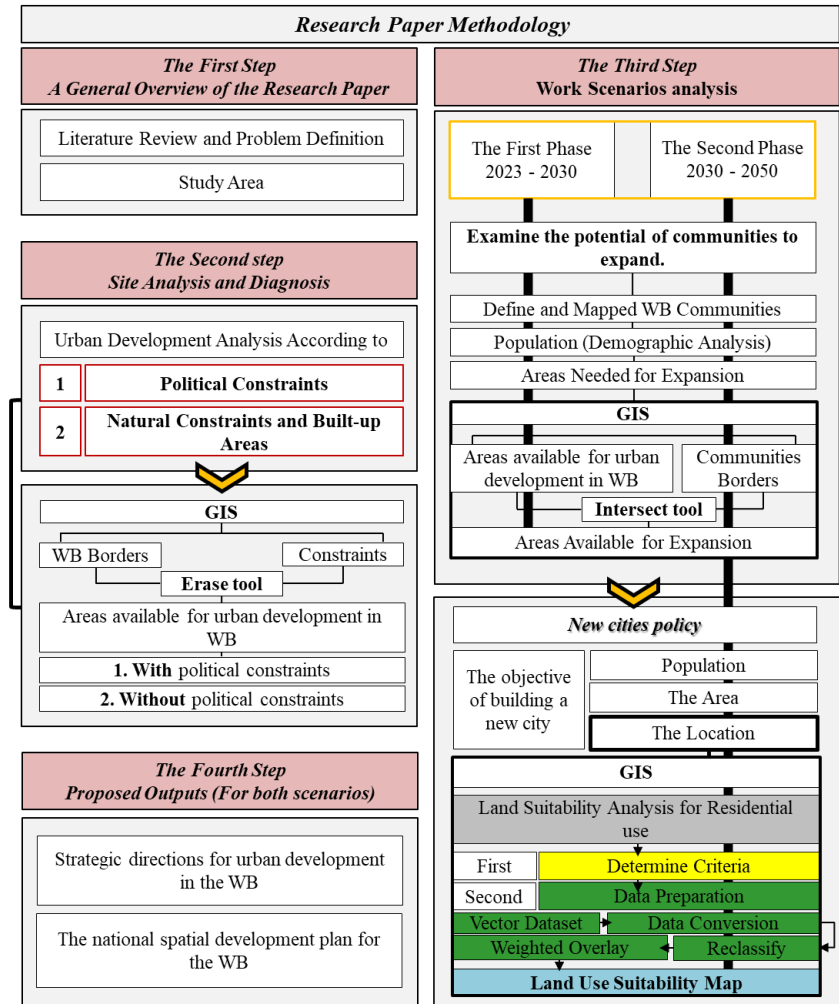 Research Paper Methodology
The First Step
A General Overview of the Research Paper
Literature Review and Problem Definition
Study Area
The Second step
Site Analysis and Diagnosis
Urban Development Analysis According to
1 Political Constraints
2 Natural Constraints and Built-up
Areas
GIS
WB Borders Constraints
Erase tool
Areas available for urban development in
WB
1. With political constraints
2. Without political constraints
The Fourth Step
Proposed Outputs (For both scenarios)
Strategic directions for urban development
in the WB
The national spatial development plan for
the WB
The Third Step
Work Scenarios analysis
The First Phase
2023 - 2030
The Second Phase
2030 - 2050
Examine the potential of communities to
expand.
Define and Mapped WB Communities
Population (Demographic Analysis)
Areas Needed for Expansion
GIS
Areas available for urban
development in WB
Communities
Borders
Intersect tool
Areas Available for Expansion
New cities policy
The objective
of building a
new city
Population
The Area
The Location
GIS
Land Suitability Analysis for Residential
use
First Determine Criteria
Second Data Preparation
Vector Dataset Data Conversion
Weighted Overlay Reclassify
Land Use Suitability Map